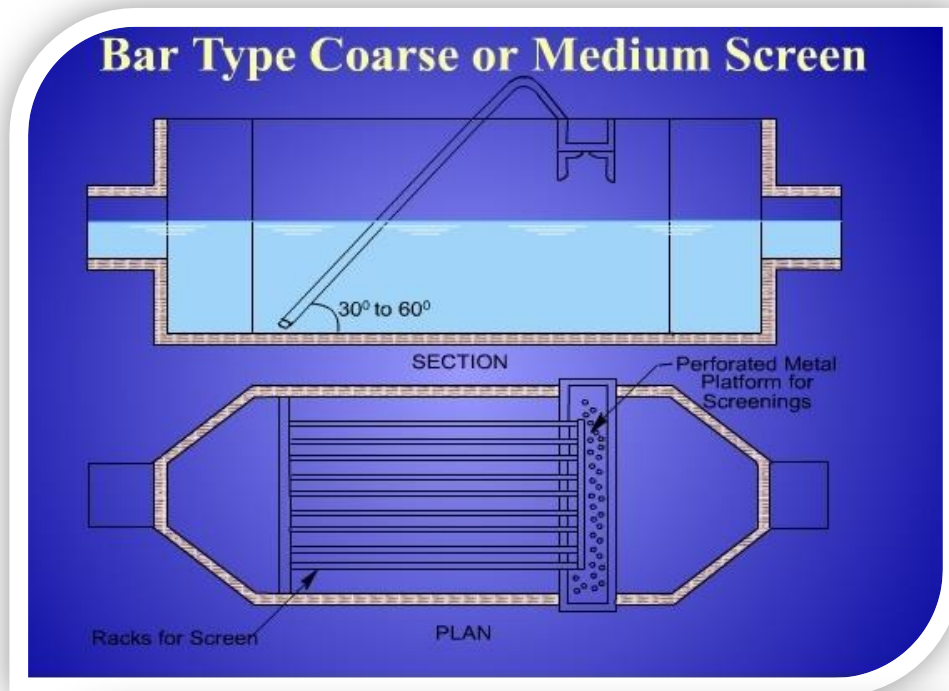 Bar Type Coarse or Medium Screen
30⁰ to 60⁰
SECTION
Perforated Metal
Platform for
Screenings
Racks for Screen
PLAN